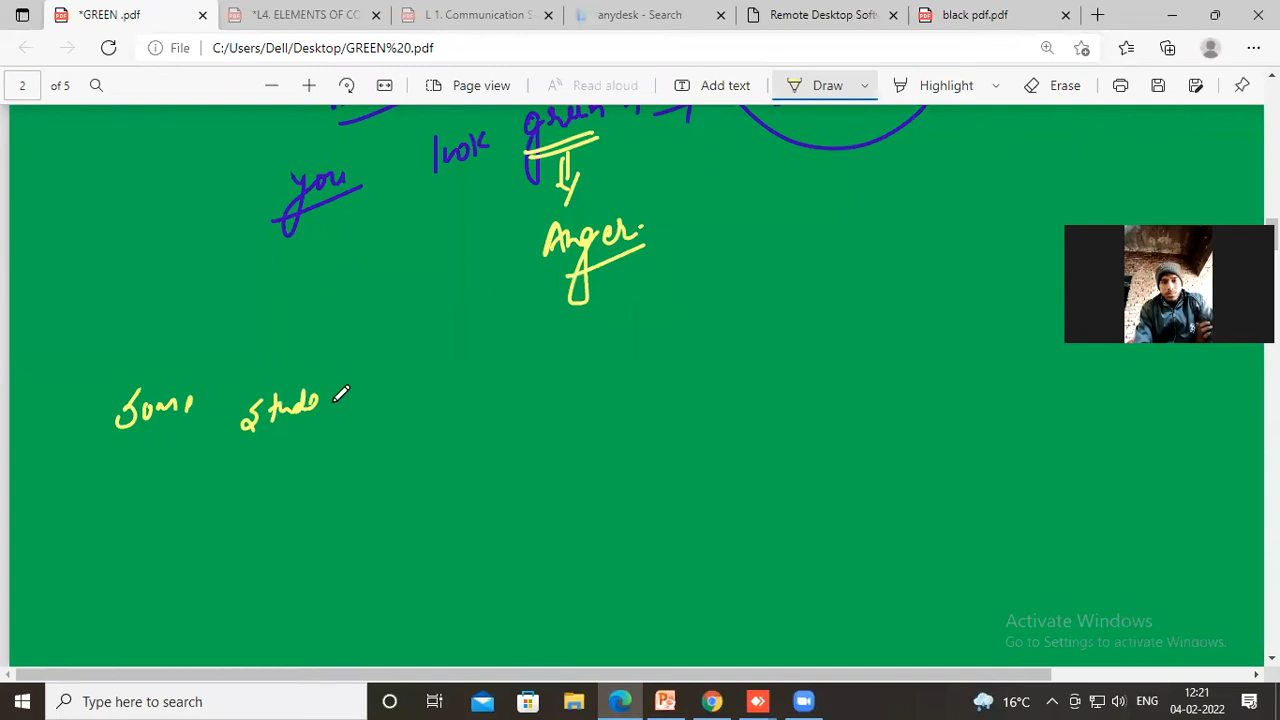 *GREEN .pdf
*L4. ELEMENTS OF CO
L 1. Communication S
anydesk - Search
Remote Desktop Softw
black pdf.pdf
File C:/Users/Dell/Desktop/GREEN%20.pdf
2 of 5 Page view Read aloud Add text Draw Highlight Erase
you look green
Anger.
Some Stude
Activate Windows
Go to Settings to activate Windows.
Type here to search
16°C ENG
12:21
04-02-2022